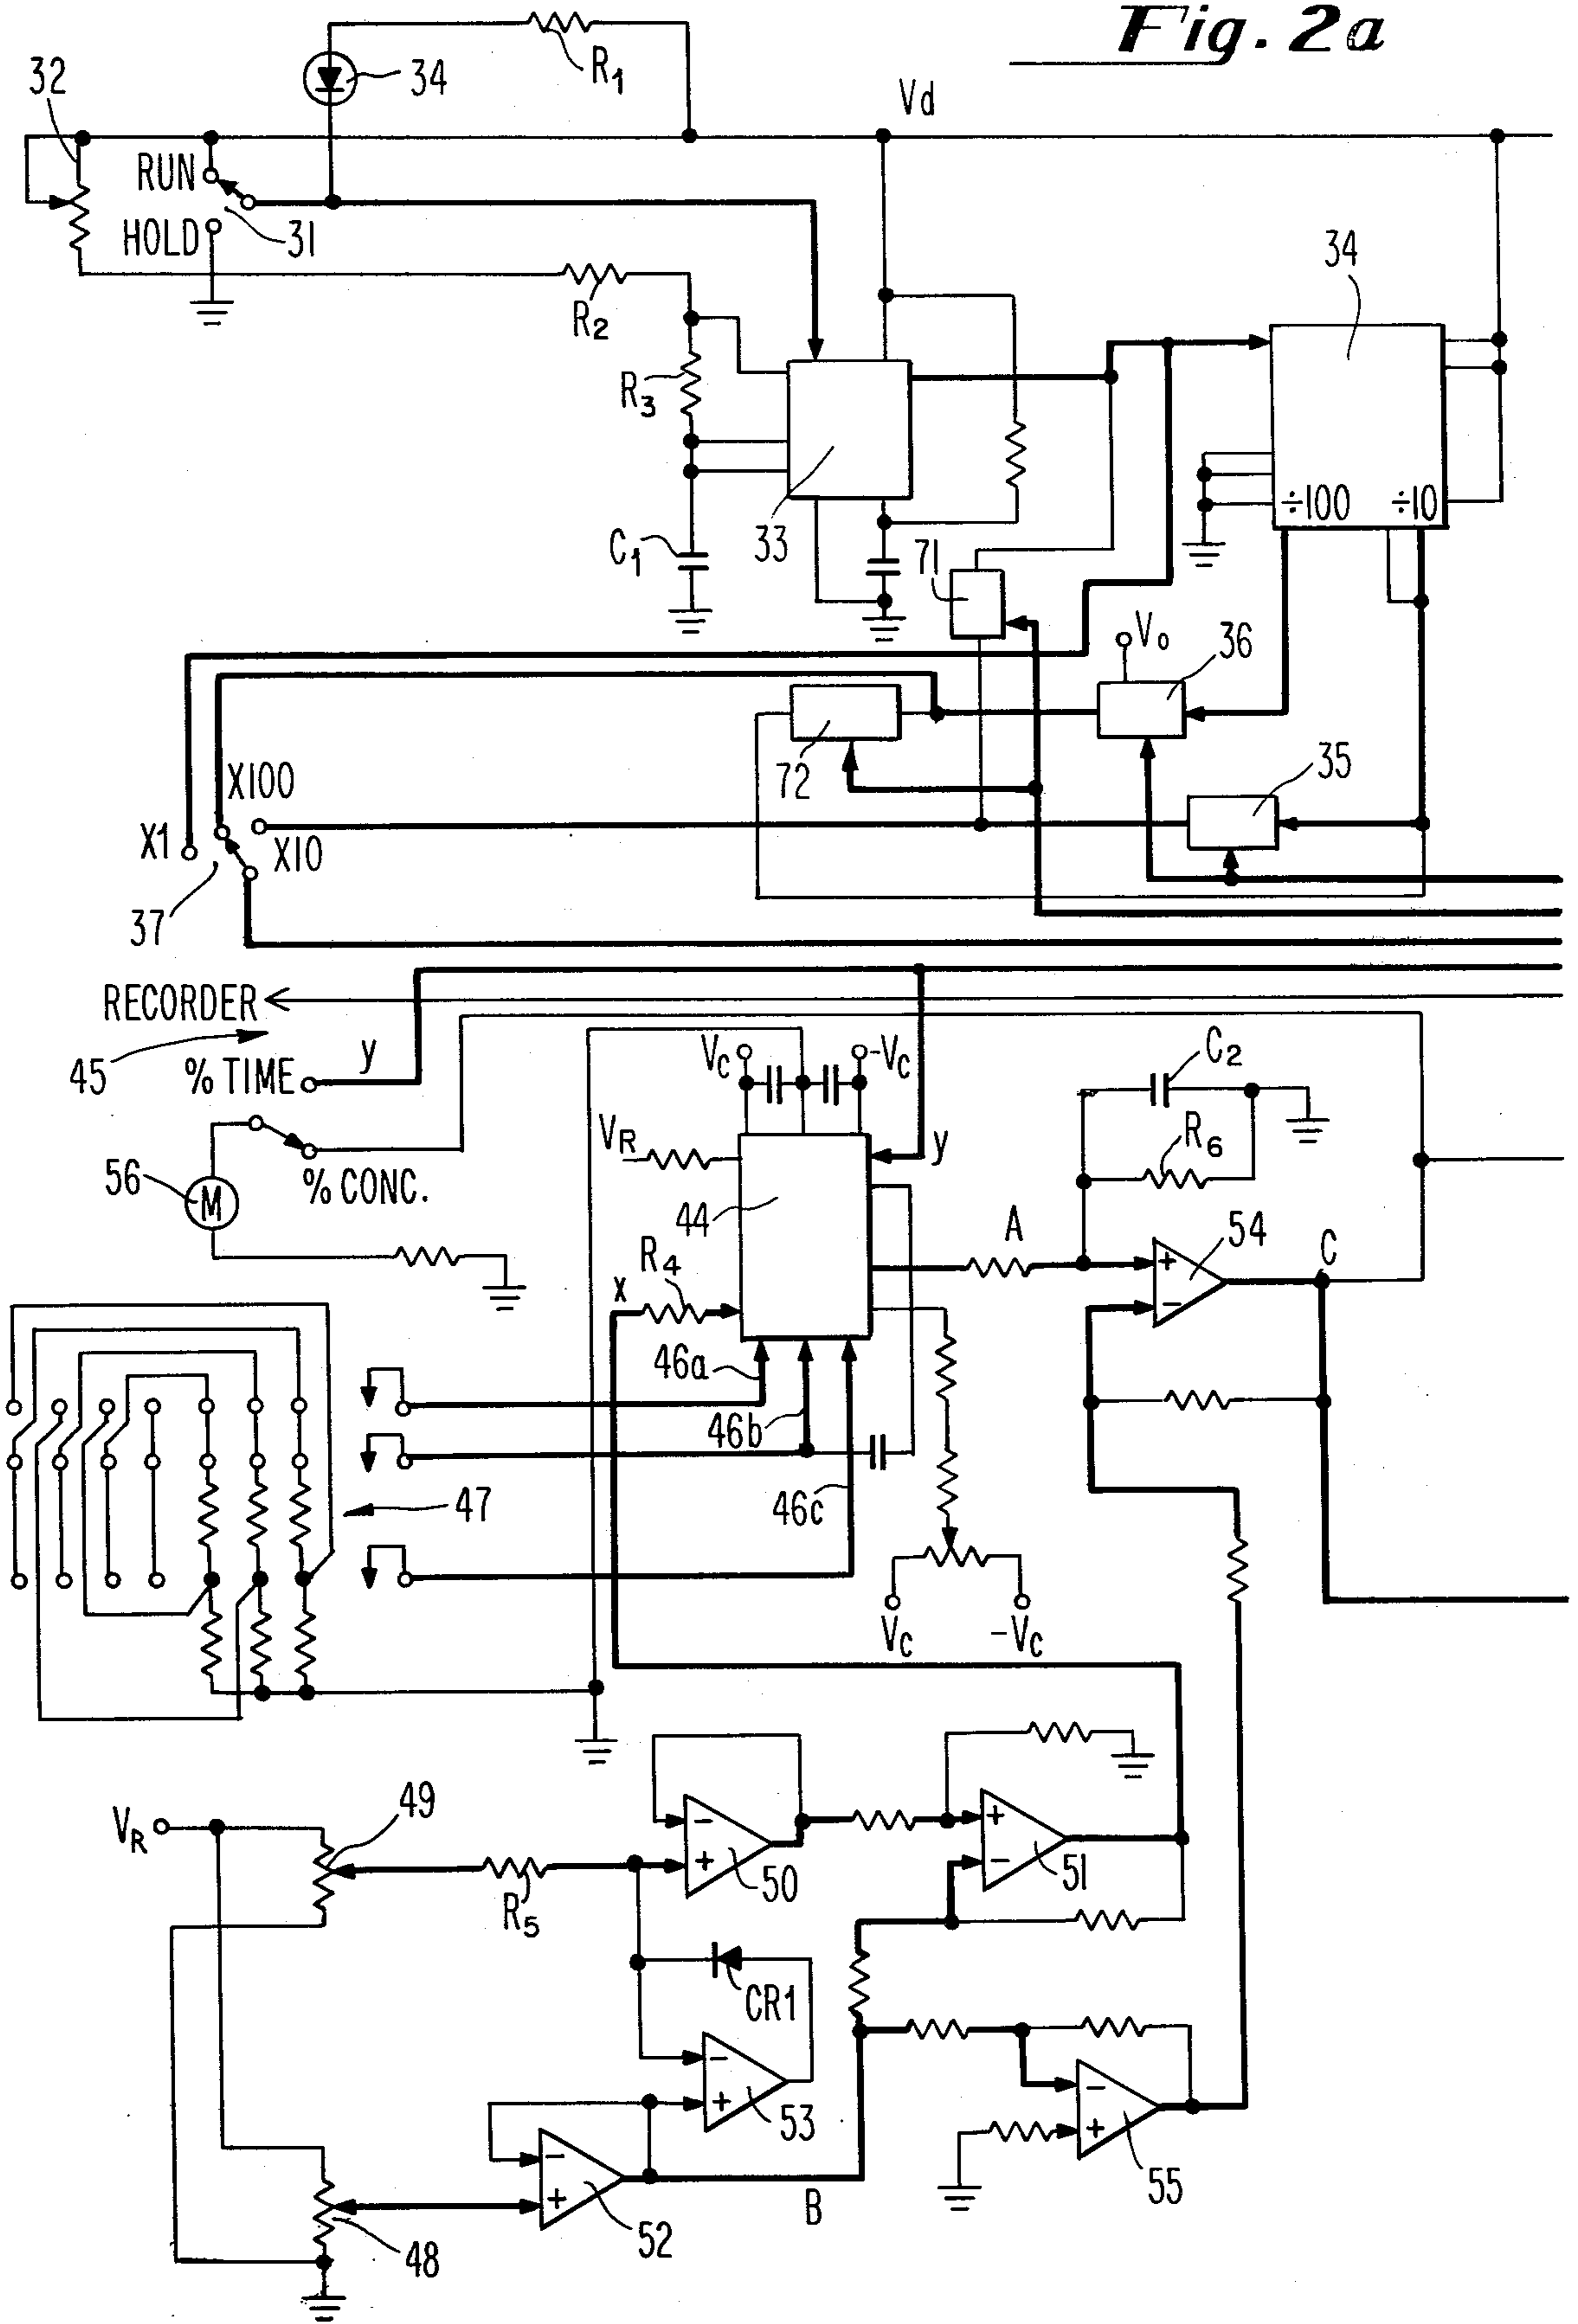 Fig. 2a
32
34
R1
Vd
RUN
HOLD
31
34
R2
R3
÷100 ÷10
C1
33
71
Vo
36
72
X100
35
X1
X10
37
RECORDER
45
% TIME
y
Vc
-Vc
C2
VR
y
R6
56
M
% CONC.
44
A
54
C
R4
x
46a
46b
47
46c
Vc
-Vc
49
VR
-
+
50
+
-
51
R5
CR1
-
+
53
-
+
55
-
+
52
B
48
+
-